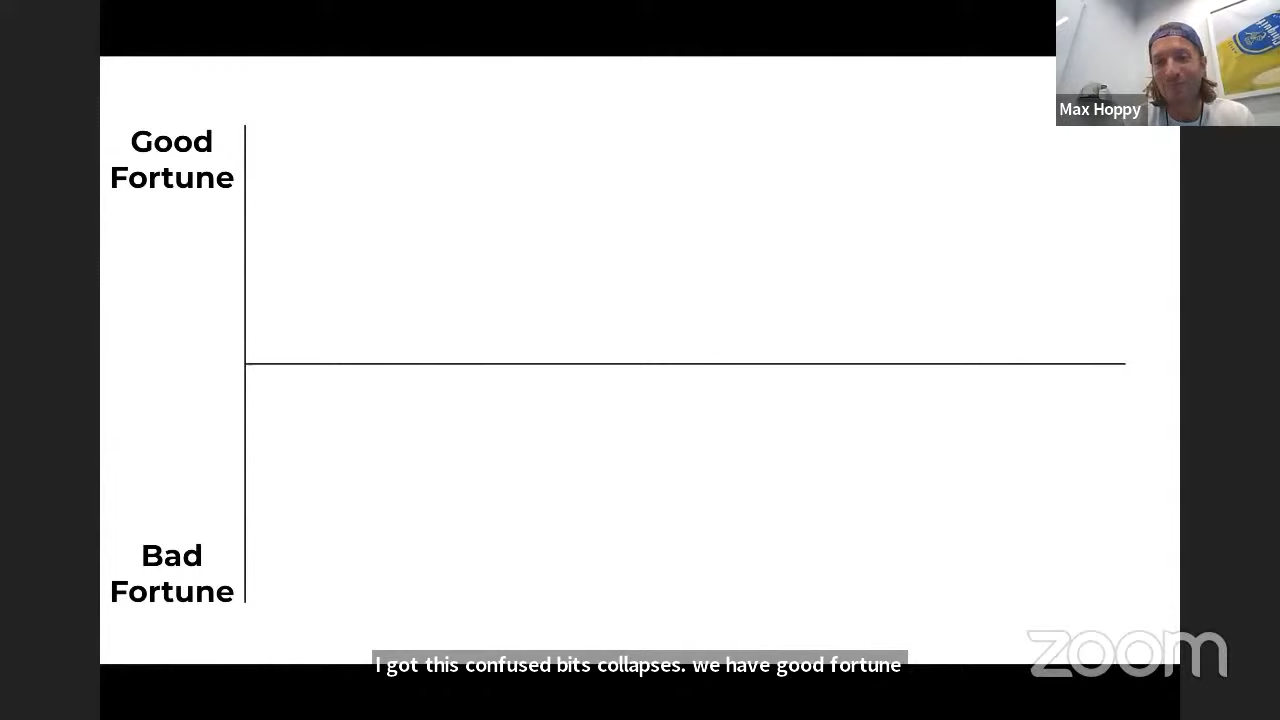 Good
Fortune
Max Hoppy
Bad
Fortune
zoom
I got this confused bits collapses. we have good fortune